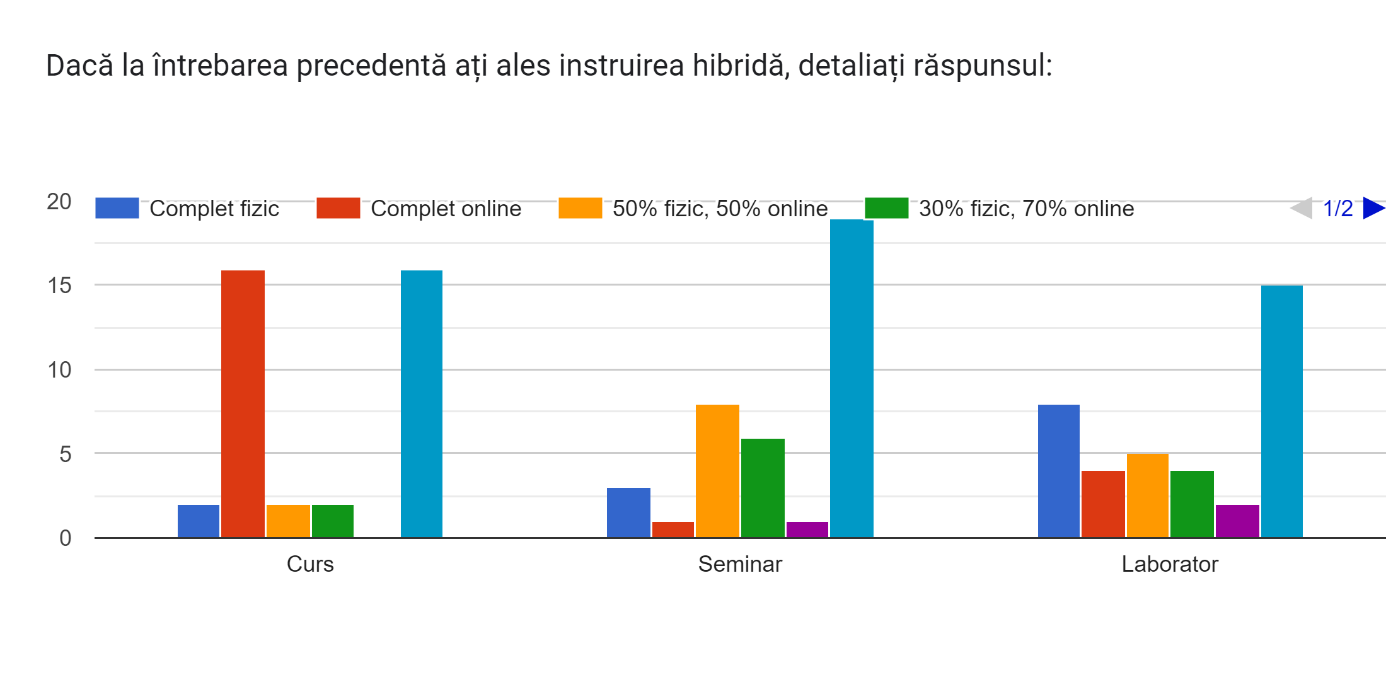 Dacă la întrebarea precedentă ați ales instruirea hibridă, detaliați răspunsul:
20
Complet fizic
Complet online
50% fizic, 50% online
30% fizic, 70% online
1/2
15
10
5
0
Curs
Seminar
Laborator